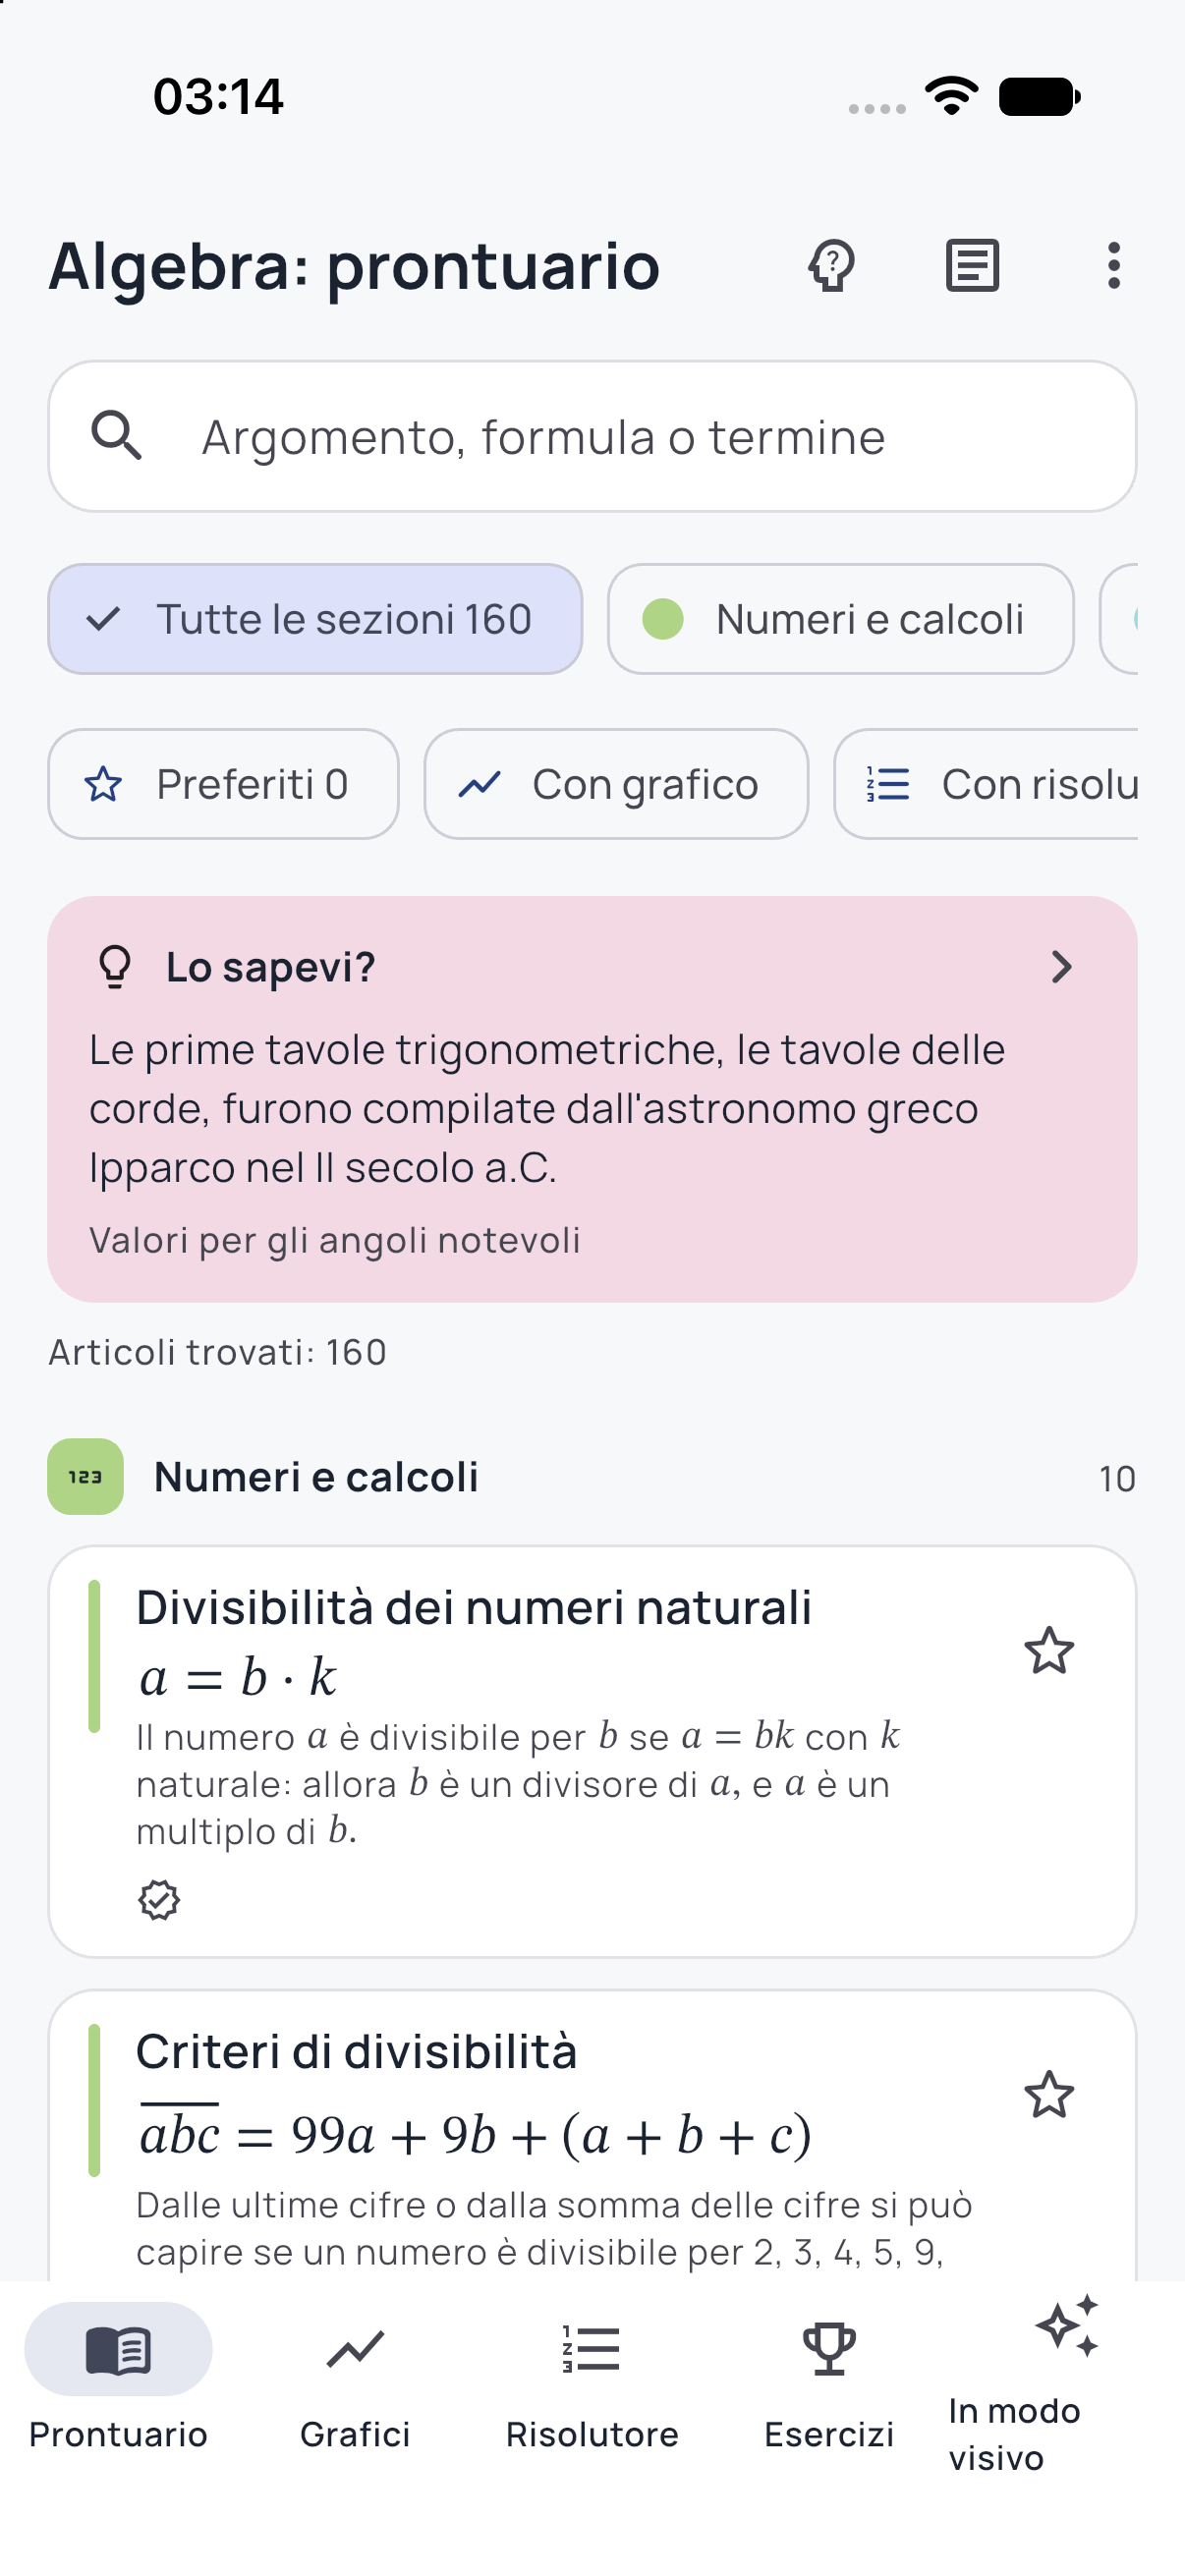 03:14
Algebra: prontuario
Argomento, formula o termine
Tutte le sezioni 160
Numeri e calcoli
Preferiti 0
Con grafico
Con risolu
Lo sapevi?
Le prime tavole trigonometriche, le tavole delle
corde, furono compilate dall'astronomo greco
Ipparco nel II secolo a.C.
Valori per gli angoli notevoli
Articoli trovati: 160
123
Numeri e calcoli
10
Divisibilità dei numeri naturali
a = b · k
Il numero a è divisibile per b se a = bk con k
naturale: allora b è un divisore di a, e a è un
multiplo di b.
Criteri di divisibilità
a̅b̅c̅ = 99a + 9b + (a + b + c)
Dalle ultime cifre o dalla somma delle cifre si può
capire se un numero è divisibile per 2, 3, 4, 5, 9,
Prontuario
Grafici
Risolutore
Esercizi
In modo
visivo